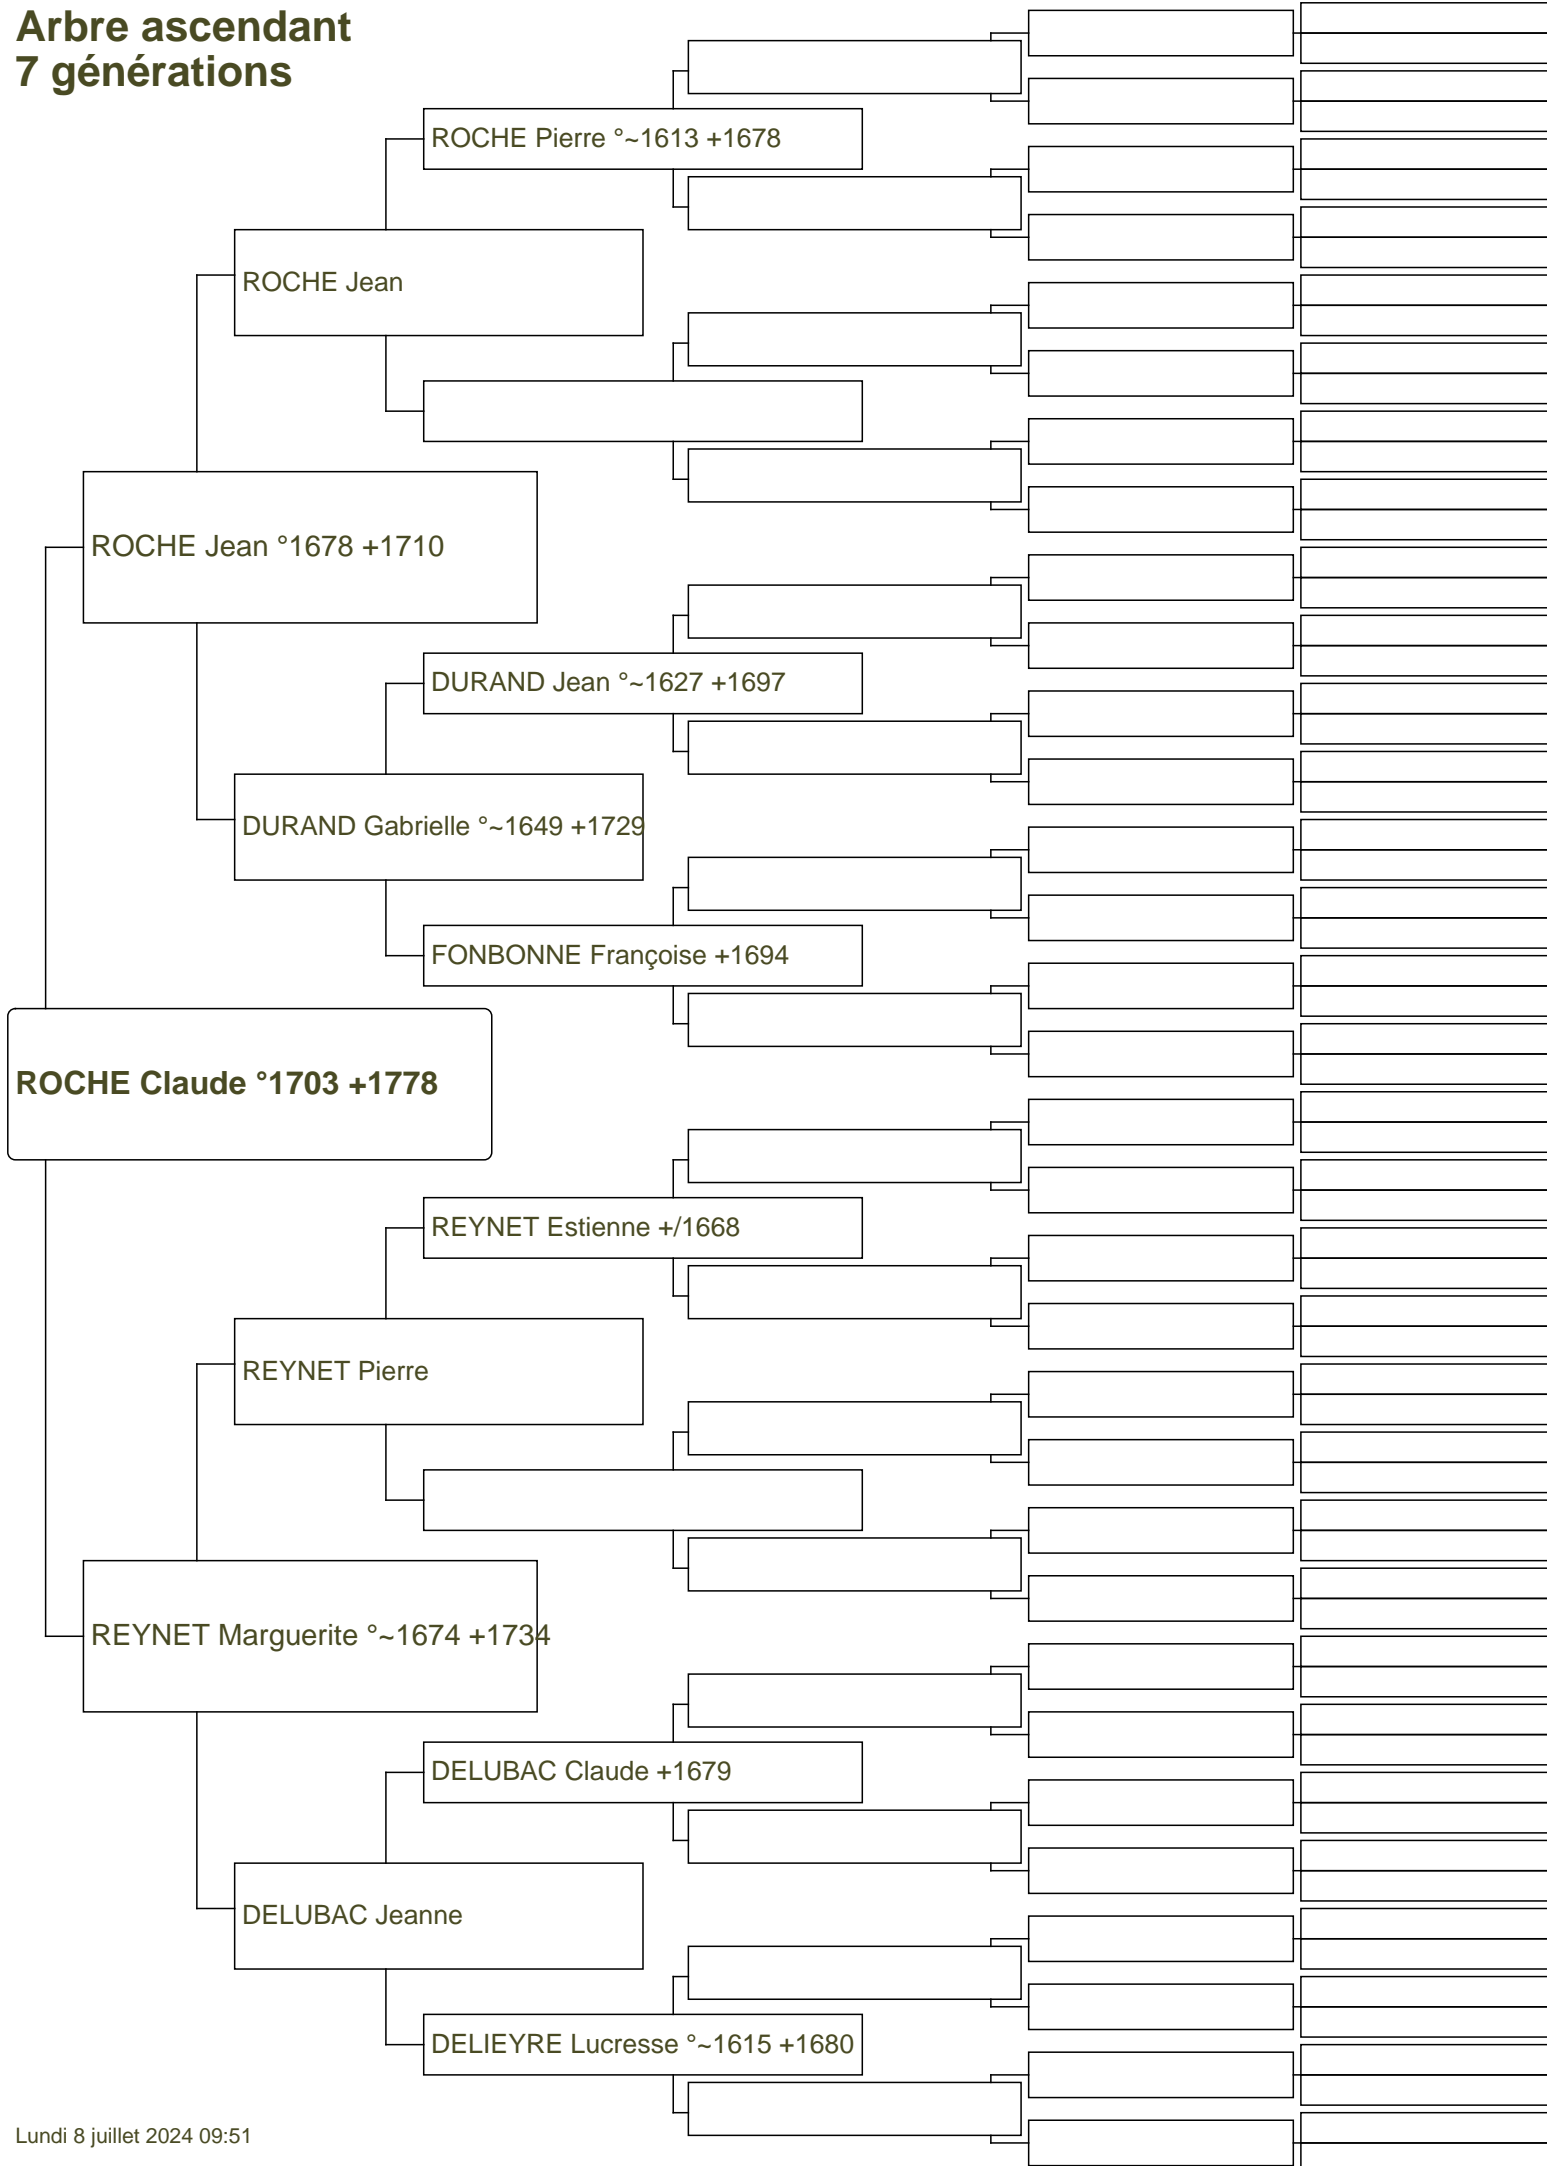 Arbre ascendant
7 générations
ROCHE Pierre °~1613 +1678
ROCHE Jean
ROCHE Jean °1678 +1710
DURAND Jean °~1627 +1697
DURAND Gabrielle °~1649 +1729
FONBONNE Françoise +1694
ROCHE Claude °1703 +1778
REYNET Estienne +/1668
REYNET Pierre
REYNET Marguerite °~1674 +1734
DELUBAC Claude +1679
DELUBAC Jeanne
DELIEYRE Lucresse °~1615 +1680
Lundi 8 juillet 2024 09:51